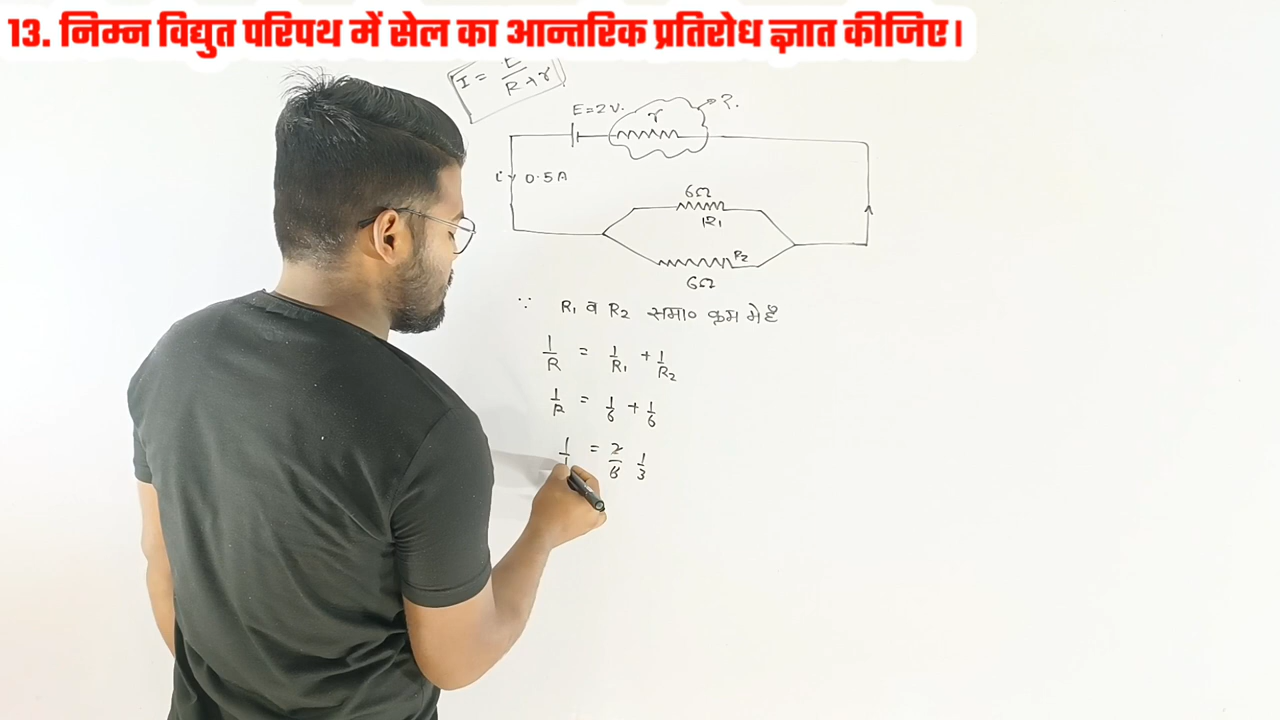 13. निम्न विद्युत परिपथ में सेल का आन्तरिक प्रतिरोध ज्ञात कीजिए।
I = E/R+r
E=2V. r ?.
i 0.5A
6Ω
R1
R2
6Ω
∵ R1 व R2 समा० क्रम मे हैं
1/R = 1/R1 + 1/R2
1/R = 1/6 + 1/6
1 = 2/6 1/3